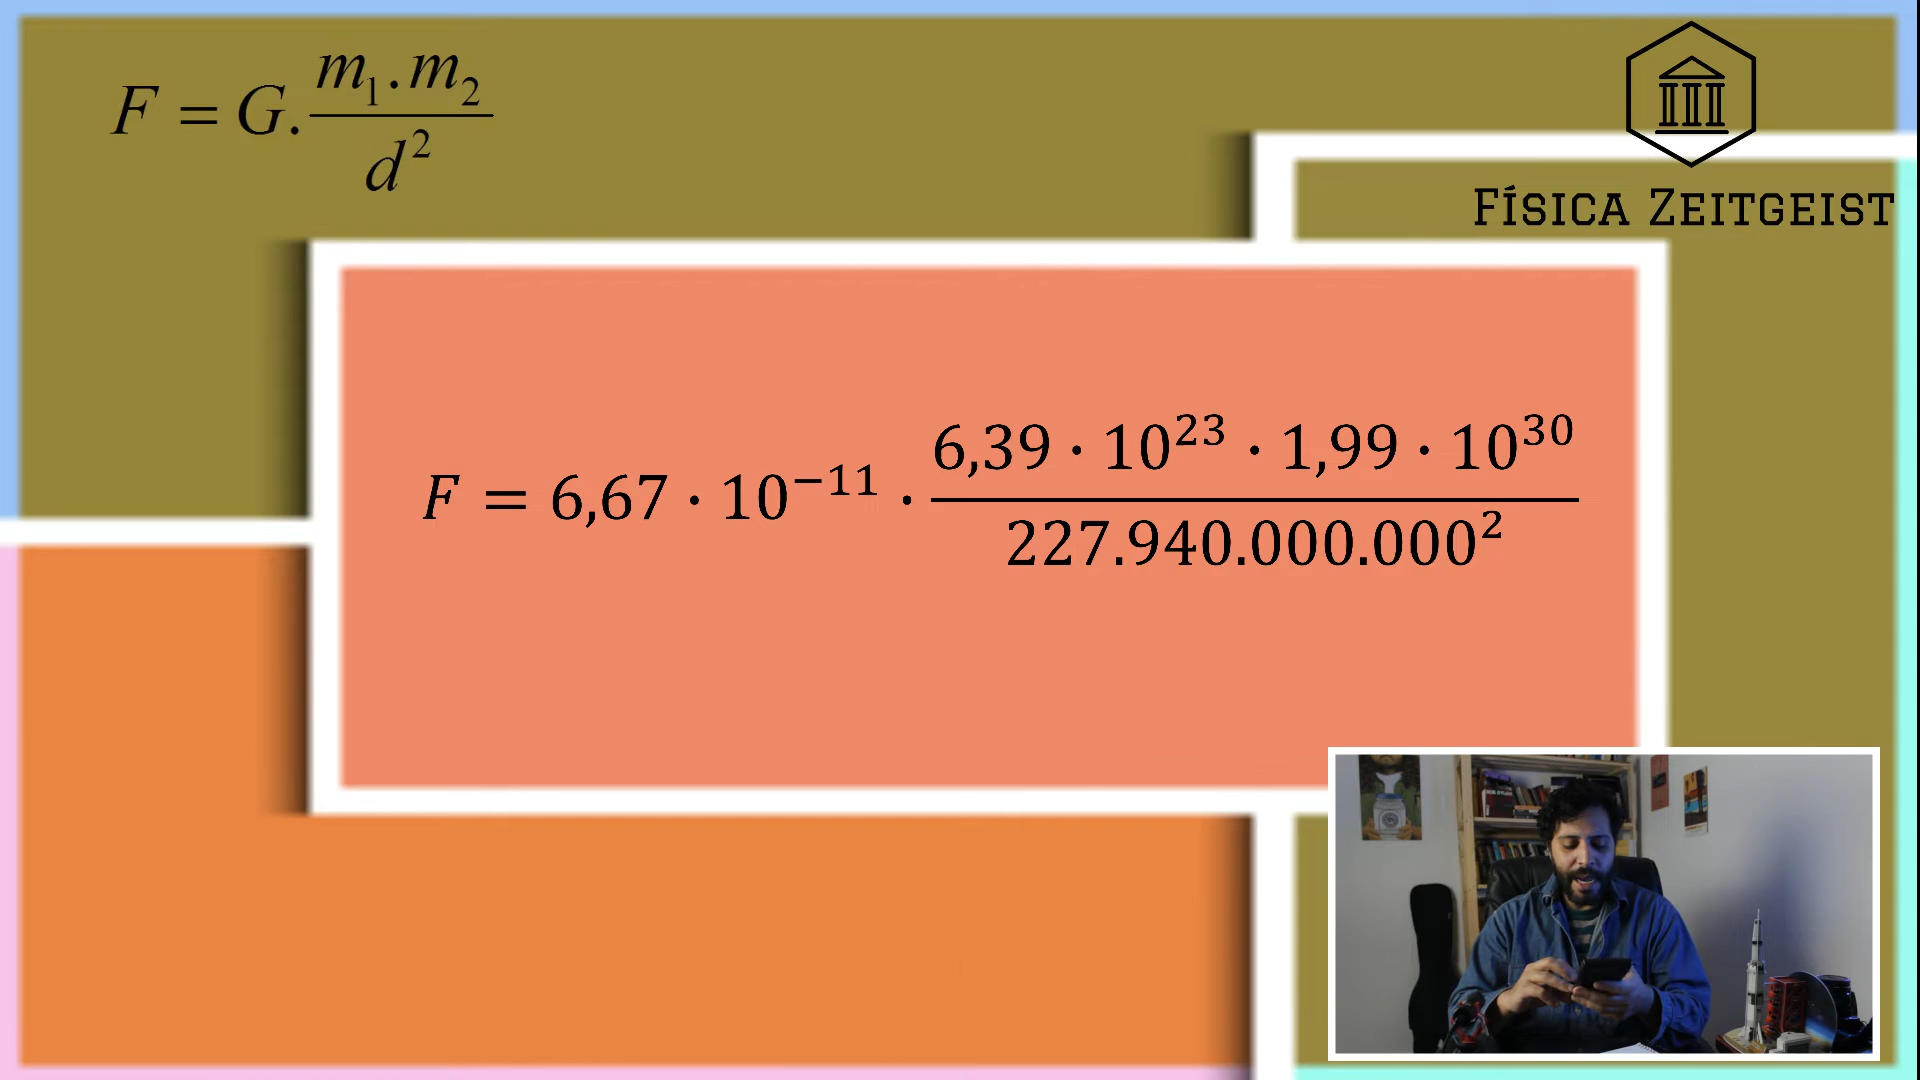 F = G. m₁.m₂ / d²
FÍSICA ZEITGEIST
F = 6,67 · 10⁻¹¹ · 6,39 · 10²³ · 1,99 · 10³⁰ / 227.940.000.000²